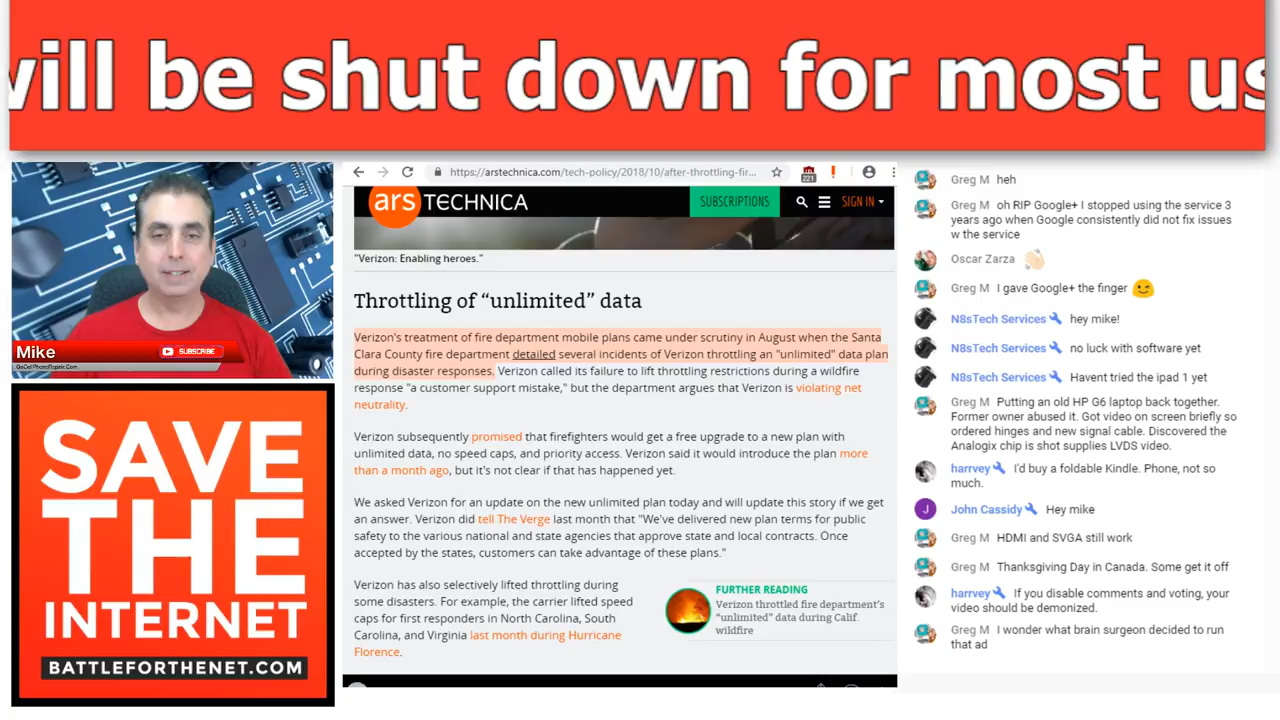 will be shut down for most us
Mike
SUBSCRIBE
GoCellPhoneRepair.Com
SAVE
THE
INTERNET
BATTLEFORTHENET.COM
https://arstechnica.com/tech-policy/2018/10/after-throttling-fir...
221
ars TECHNICA
SUBSCRIPTIONS
SIGN IN
"Verizon: Enabling heroes."
Throttling of “unlimited” data
Verizon's treatment of fire department mobile plans came under scrutiny in August when the Santa
Clara County fire department detailed several incidents of Verizon throttling an "unlimited" data plan
during disaster responses. Verizon called its failure to lift throttling restrictions during a wildfire
response "a customer support mistake," but the department argues that Verizon is violating net
neutrality.
Verizon subsequently promised that firefighters would get a free upgrade to a new plan with
unlimited data, no speed caps, and priority access. Verizon said it would introduce the plan more
than a month ago, but it's not clear if that has happened yet.
We asked Verizon for an update on the new unlimited plan today and will update this story if we get
an answer. Verizon did tell The Verge last month that "We've delivered new plan terms for public
safety to the various national and state agencies that approve state and local contracts. Once
accepted by the states, customers can take advantage of these plans."
Verizon has also selectively lifted throttling during
some disasters. For example, the carrier lifted speed
caps for first responders in North Carolina, South
Carolina, and Virginia last month during Hurricane
Florence.
FURTHER READING
Verizon throttled fire department’s
“unlimited” data during Calif.
wildfire
Greg M heh
Greg M oh RIP Google+ I stopped using the service 3
years ago when Google consistently did not fix issues
w the service
Oscar Zarza
Greg M I gave Google+ the finger
N8sTech Services hey mike!
N8sTech Services no luck with software yet
N8sTech Services Havent tried the ipad 1 yet
Greg M Putting an old HP G6 laptop back together.
Former owner abused it. Got video on screen briefly so
ordered hinges and new signal cable. Discovered the
Analogix chip is shot supplies LVDS video.
harvey I'd buy a foldable Kindle. Phone, not so
much.
J
John Cassidy Hey mike
Greg M HDMI and SVGA still work
Greg M Thanksgiving Day in Canada. Some get it off
harvey If you disable comments and voting, your
video should be demonized.
Greg M I wonder what brain surgeon decided to run
that ad